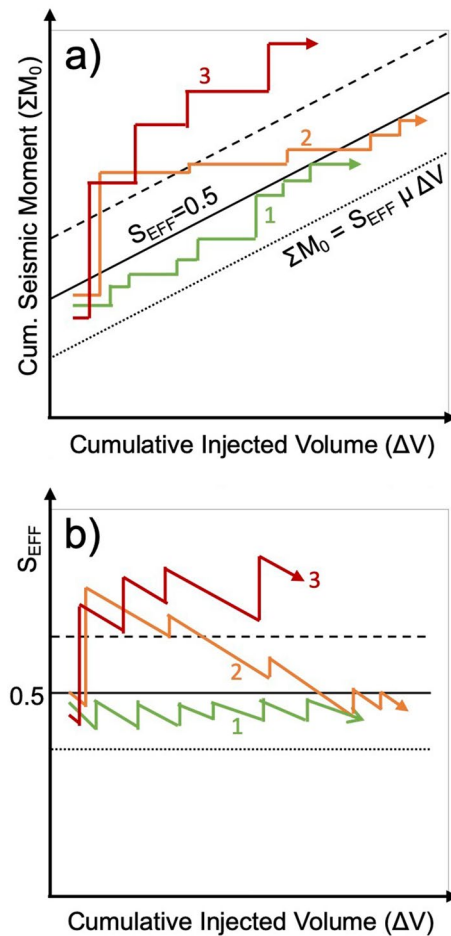 a)
3
2
S_EFF=0.5
1
ΣM₀ = S_EFF μ ΔV
Cum. Seismic Moment (ΣM₀)
Cumulative Injected Volume (ΔV)
b)
S_EFF
3
2
0.5
1
Cumulative Injected Volume (ΔV)